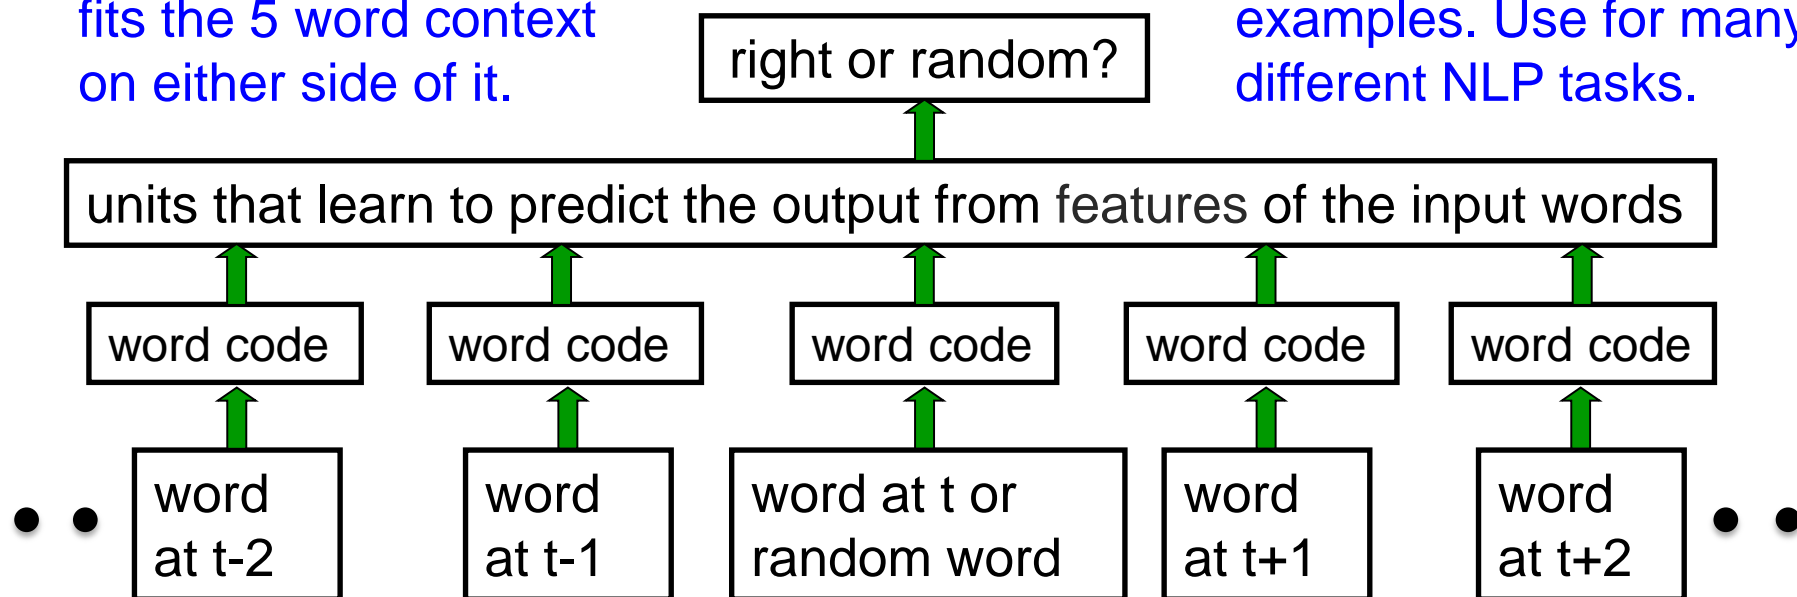 fits the 5 word context
on either side of it.
right or random?
examples. Use for many
different NLP tasks.
units that learn to predict the output from features of the input words
word code
word code
word code
word code
word code
word
at t-2
word
at t-1
word at t or
random word
word
at t+1
word
at t+2